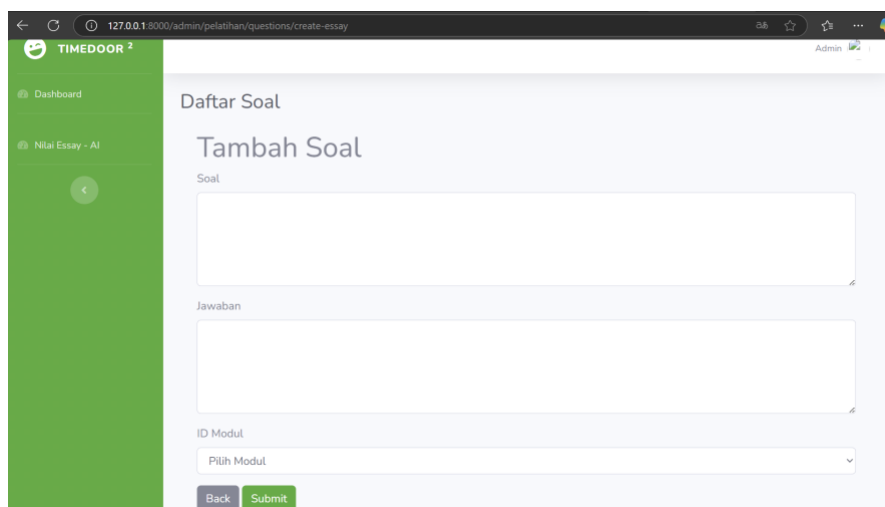 127.0.0.1:8000/admin/pelatihan/questions/create-essay
TIMEDOOR 2
Admin
Dashboard
Nilai Essay - AI
Daftar Soal
Tambah Soal
Soal
Jawaban
ID Modul
Pilih Modul
Back Submit